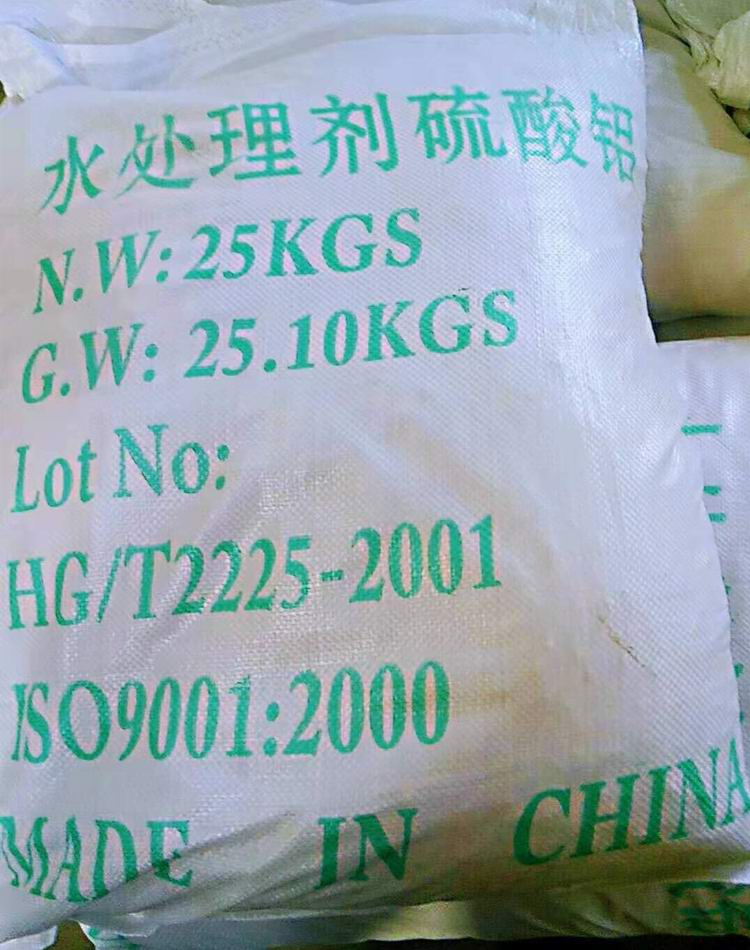 水处理剂硫酸铝
N.W: 25KGS
G.W: 25.10KGS
Lot No:
HG/T2225-2001
ISO9001:2000
MADE IN CHINA